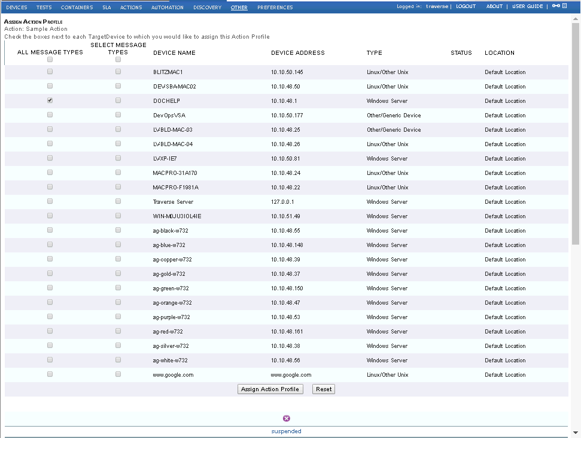 DEVICES TESTS CONTAINERS SLA ACTIONS AUTOMATION DISCOVERY OTHER PREFERENCES Logged in: traverse | LOGOUT ABOUT | USER GUIDE |
ASSIGN ACTION PROFILE
Action: Sample Action
Check the boxes next to each TargetDevice to which you would like to assign this Action Profile
ALL MESSAGE TYPES SELECT MESSAGE TYPES DEVICE NAME DEVICE ADDRESS TYPE STATUS LOCATION
BLITZMAC1 10.10.50.146 Linux/Other Unix Default Location
DEV-SBA-MAC02 10.10.48.50 Linux/Other Unix Default Location
DOCHELP 10.10.48.1 Windows Server Default Location
DevOpsVSA 10.10.50.177 Other/Generic Device Default Location
LV-BLD-MAC-03 10.10.48.25 Other/Generic Device Default Location
LV-BLD-MAC-04 10.10.48.26 Linux/Other Unix Default Location
LV-XP-IE7 10.10.50.81 Windows Server Default Location
MACPRO-31A170 10.10.48.24 Linux/Other Unix Default Location
MACPRO-F1981A 10.10.48.22 Linux/Other Unix Default Location
Traverse Server 127.0.0.1 Windows Server Default Location
WIN-M0JU3IOL4IE 10.10.51.49 Windows Server Default Location
ag-black-w732 10.10.48.55 Windows Server Default Location
ag-blue-w732 10.10.48.148 Windows Server Default Location
ag-copper-w732 10.10.48.39 Windows Server Default Location
ag-gold-w732 10.10.48.37 Windows Server Default Location
ag-green-w732 10.10.48.150 Windows Server Default Location
ag-orange-w732 10.10.48.47 Windows Server Default Location
ag-purple-w732 10.10.48.53 Windows Server Default Location
ag-red-w732 10.10.48.161 Windows Server Default Location
ag-silver-w732 10.10.48.38 Windows Server Default Location
ag-white-w732 10.10.48.56 Windows Server Default Location
www.google.com www.google.com Linux/Other Unix Default Location
Assign Action Profile Reset
suspended